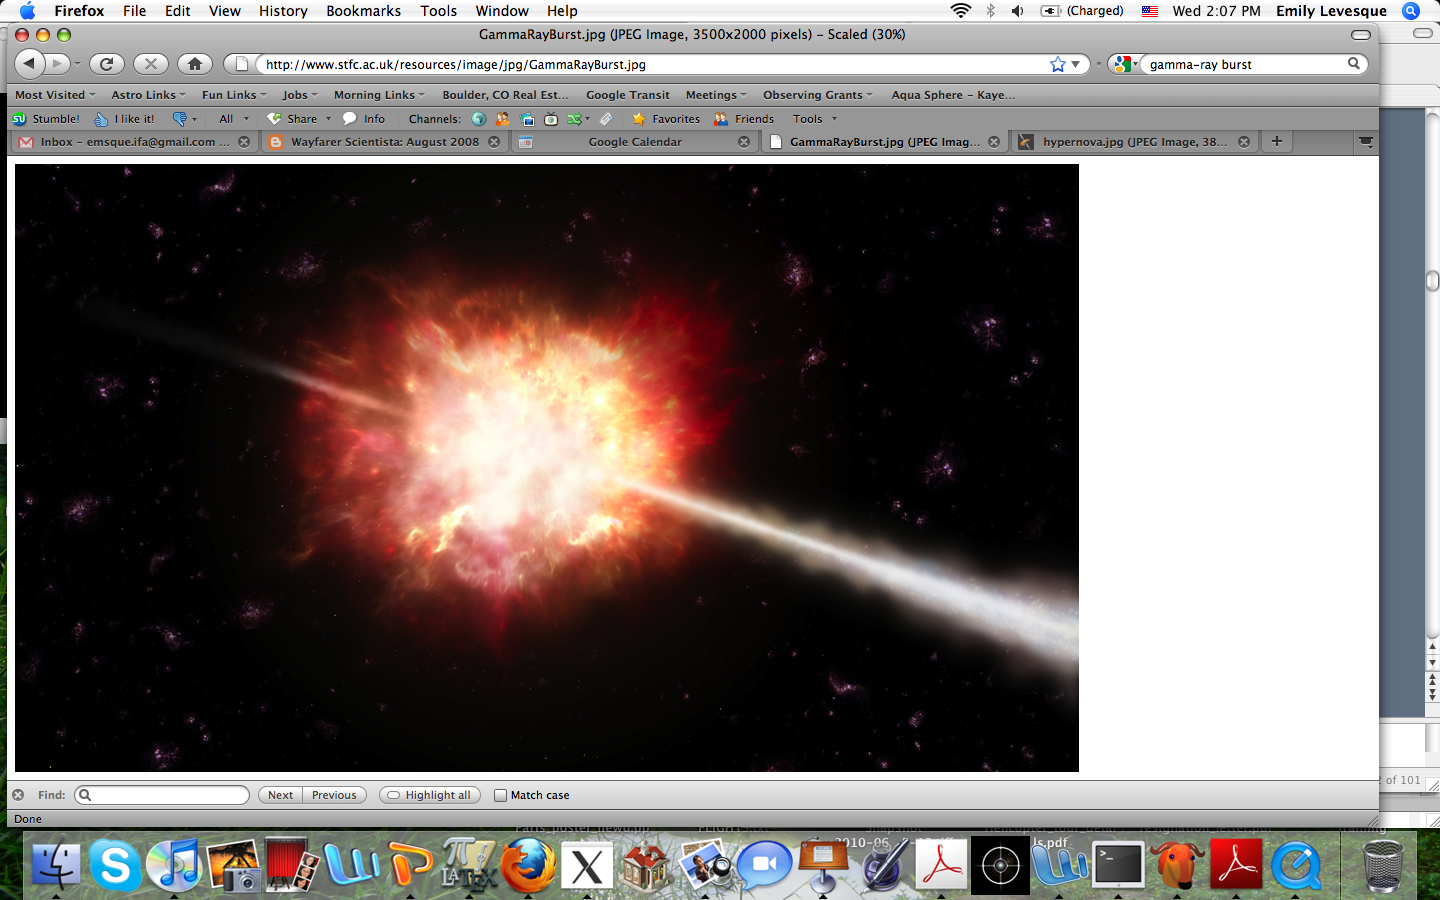 Firefox File Edit View History Bookmarks Tools Window Help (Charged) Wed 2:07 PM Emily Levesque
GammaRayBurst.jpg (JPEG Image, 3500x2000 pixels) – Scaled (30%)
http://www.stfc.ac.uk/resources/image/jpg/GammaRayBurst.jpg gamma-ray burst
Most Visited Astro Links Fun Links Jobs Morning Links Boulder, CO Real Est... Google Transit Meetings Observing Grants Aqua Sphere – Kaye...
Stumble! I like it! All Share Info Channels: Favorites Friends Tools
Inbox – emsque.ifa@gmail.com ... Wayfarer Scientista: August 2008 Google Calendar GammaRayBurst.jpg (JPEG Imag... hypernova.jpg (JPEG Image, 38...
of 101
Find: Next Previous Highlight all Match case
Done
2010-06
ls.pdf
LATEX
X